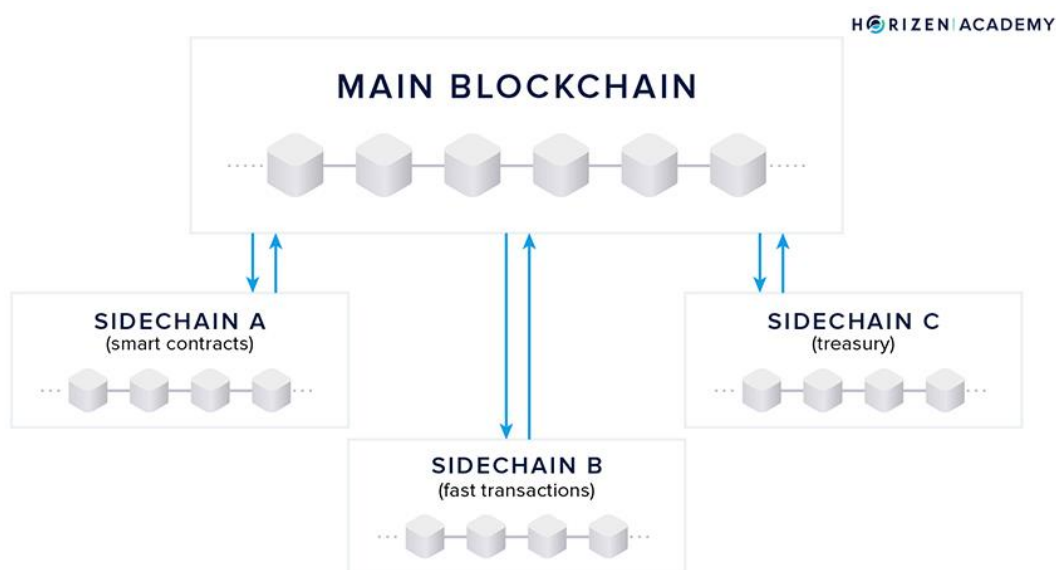 HORIZEN ACADEMY
MAIN BLOCKCHAIN
SIDECHAIN A
(smart contracts)
SIDECHAIN C
(treasury)
SIDECHAIN B
(fast transactions)